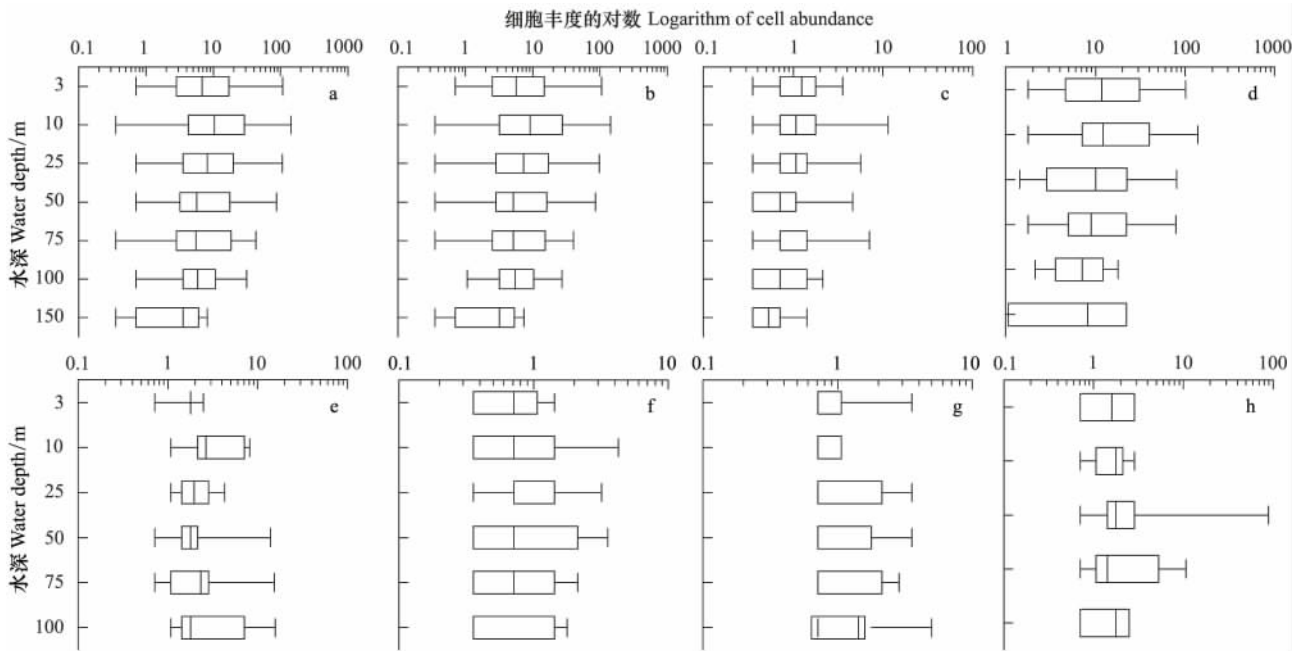 细胞丰度的对数 Logarithm of cell abundance
0.1 1 10 100 1000 0.1 1 10 100 1000 0.1 1 10 100 1 10 100 1000
3 a b c d
10
25
50
75
100
150
水深 Water depth/m
0.1 1 10 100 0.1 1 10 0.1 1 10 0.1 1 10 100
3 e f g h
10
25
50
75
100
水深 Water depth/m